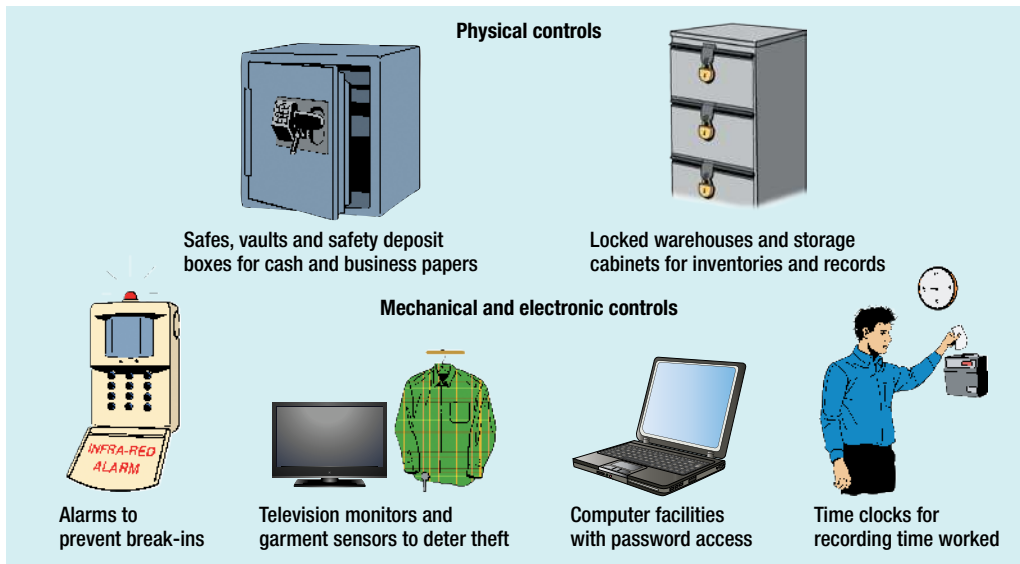 Physical controls
Safes, vaults and safety deposit
boxes for cash and business papers
Locked warehouses and storage
cabinets for inventories and records
Mechanical and electronic controls
INFRA-RED
ALARM
Alarms to
prevent break-ins
Television monitors and
garment sensors to deter theft
Computer facilities
with password access
Time clocks for
recording time worked